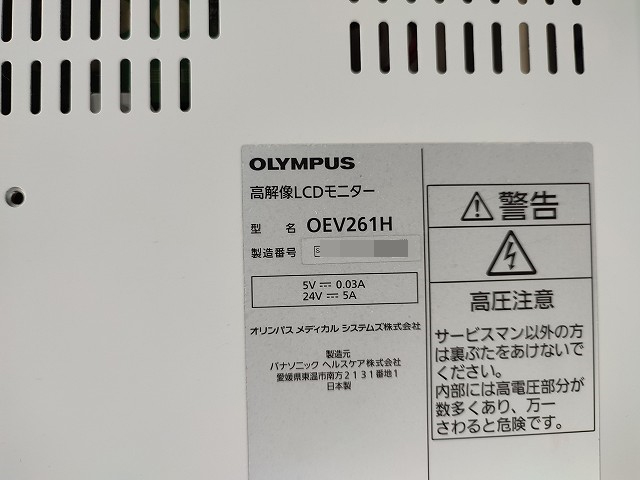 OLYMPUS
高解像LCDモニター
型 名 OEV261H
製造番号 S
5V ⎓ 0.03A
24V ⎓ 5A
オリンパス メディカル システムズ株式会社
製造元
パナソニック ヘルスケア株式会社
愛媛県東温市南方2131番地1
日本製
警告
高圧注意
サービスマン以外の方
は裏ぶたをあけないで
ください。
内部には高電圧部分が
数多くあり、万一
さわると危険です。